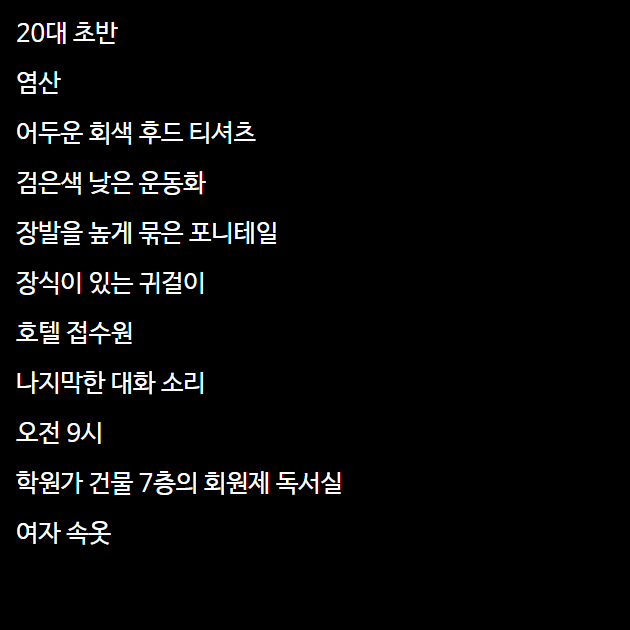 20대 초반
염산
어두운 회색 후드 티셔츠
검은색 낮은 운동화
장발을 높게 묶은 포니테일
장식이 있는 귀걸이
호텔 접수원
나지막한 대화 소리
오전 9시
학원가 건물 7층의 회원제 독서실
여자 속옷